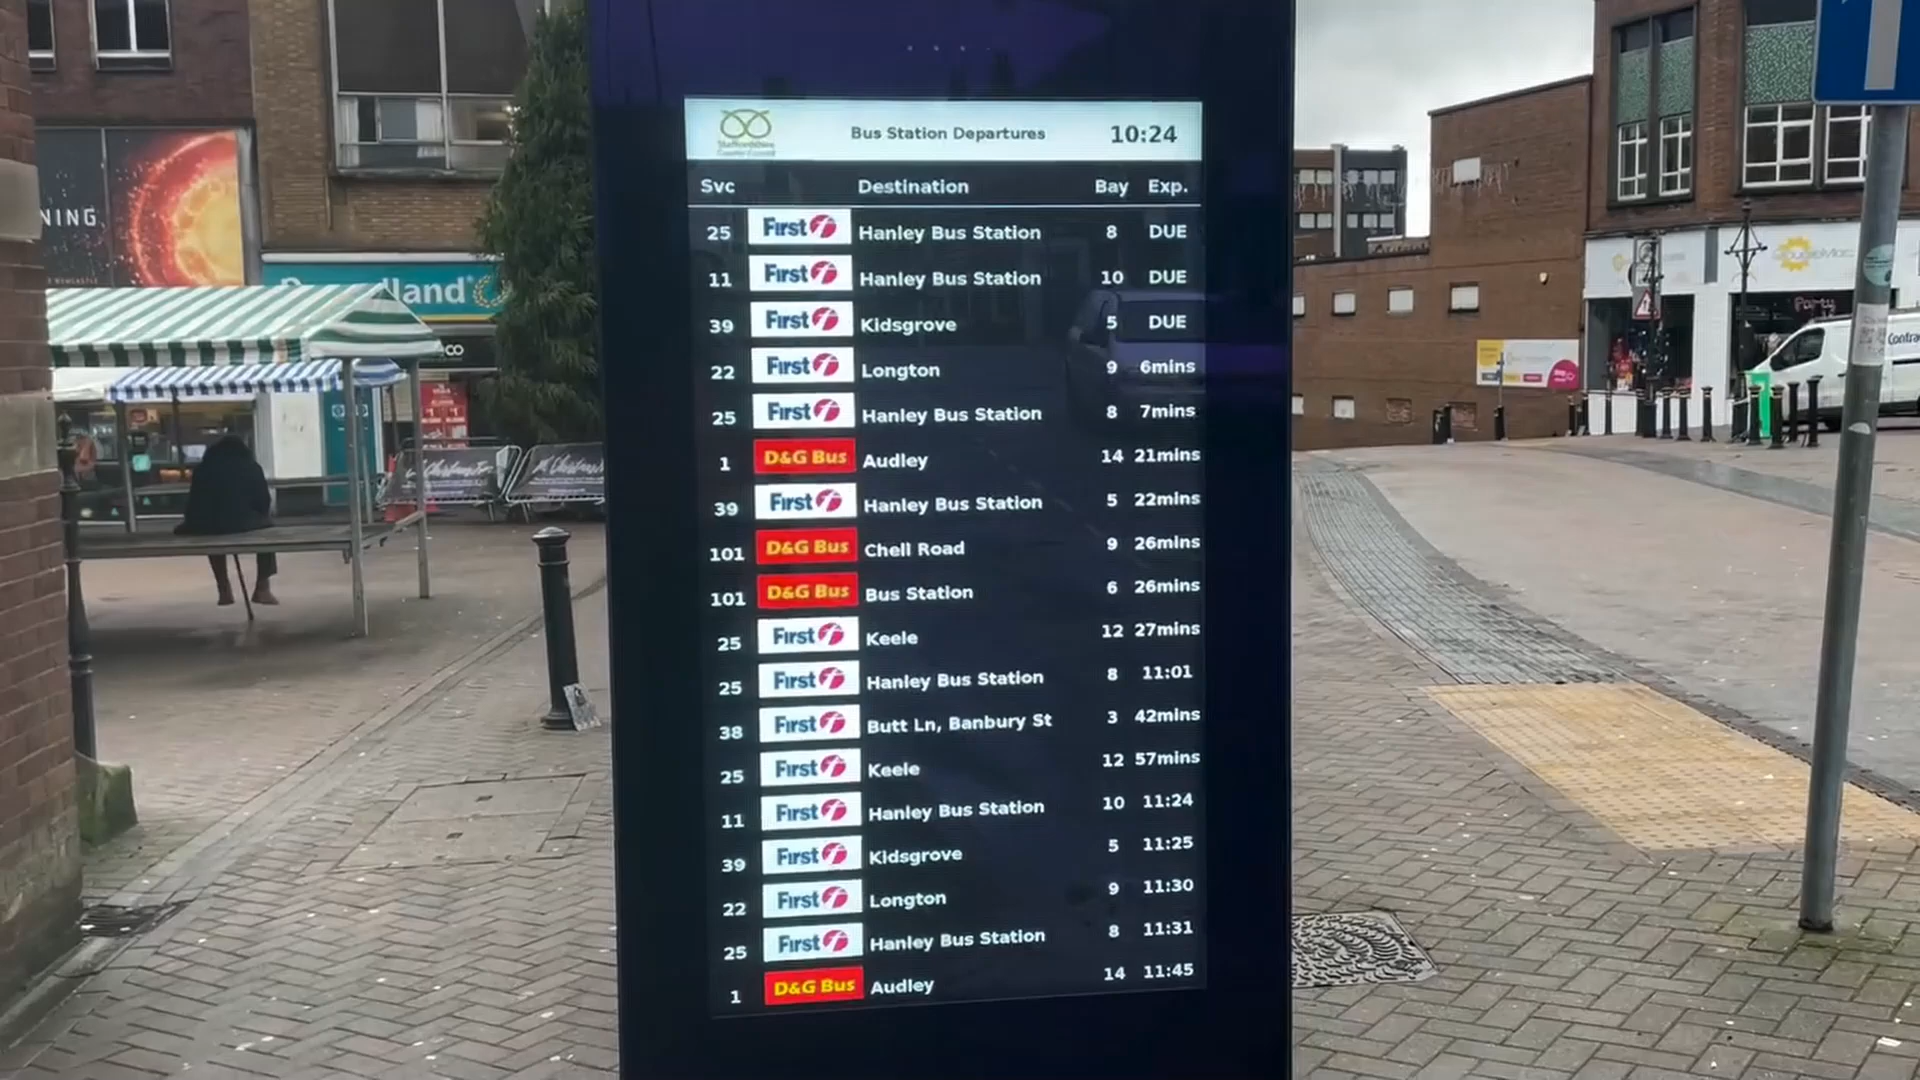 Staffordshire
County Council
Bus Station Departures 10:24
Svc Destination Bay Exp.
25 First Hanley Bus Station 8 DUE
11 First Hanley Bus Station 10 DUE
39 First Kidsgrove 5 DUE
22 First Longton 9 6mins
25 First Hanley Bus Station 8 7mins
1 D&G Bus Audley 14 21mins
39 First Hanley Bus Station 5 22mins
101 D&G Bus Chell Road 9 26mins
101 D&G Bus Bus Station 6 26mins
25 First Keele 12 27mins
25 First Hanley Bus Station 8 11:01
38 First Butt Ln, Banbury St 3 42mins
25 First Keele 12 57mins
11 First Hanley Bus Station 10 11:24
39 First Kidsgrove 5 11:25
22 First Longton 9 11:30
25 First Hanley Bus Station 8 11:31
1 D&G Bus Audley 14 11:45
NING
Party
Contra